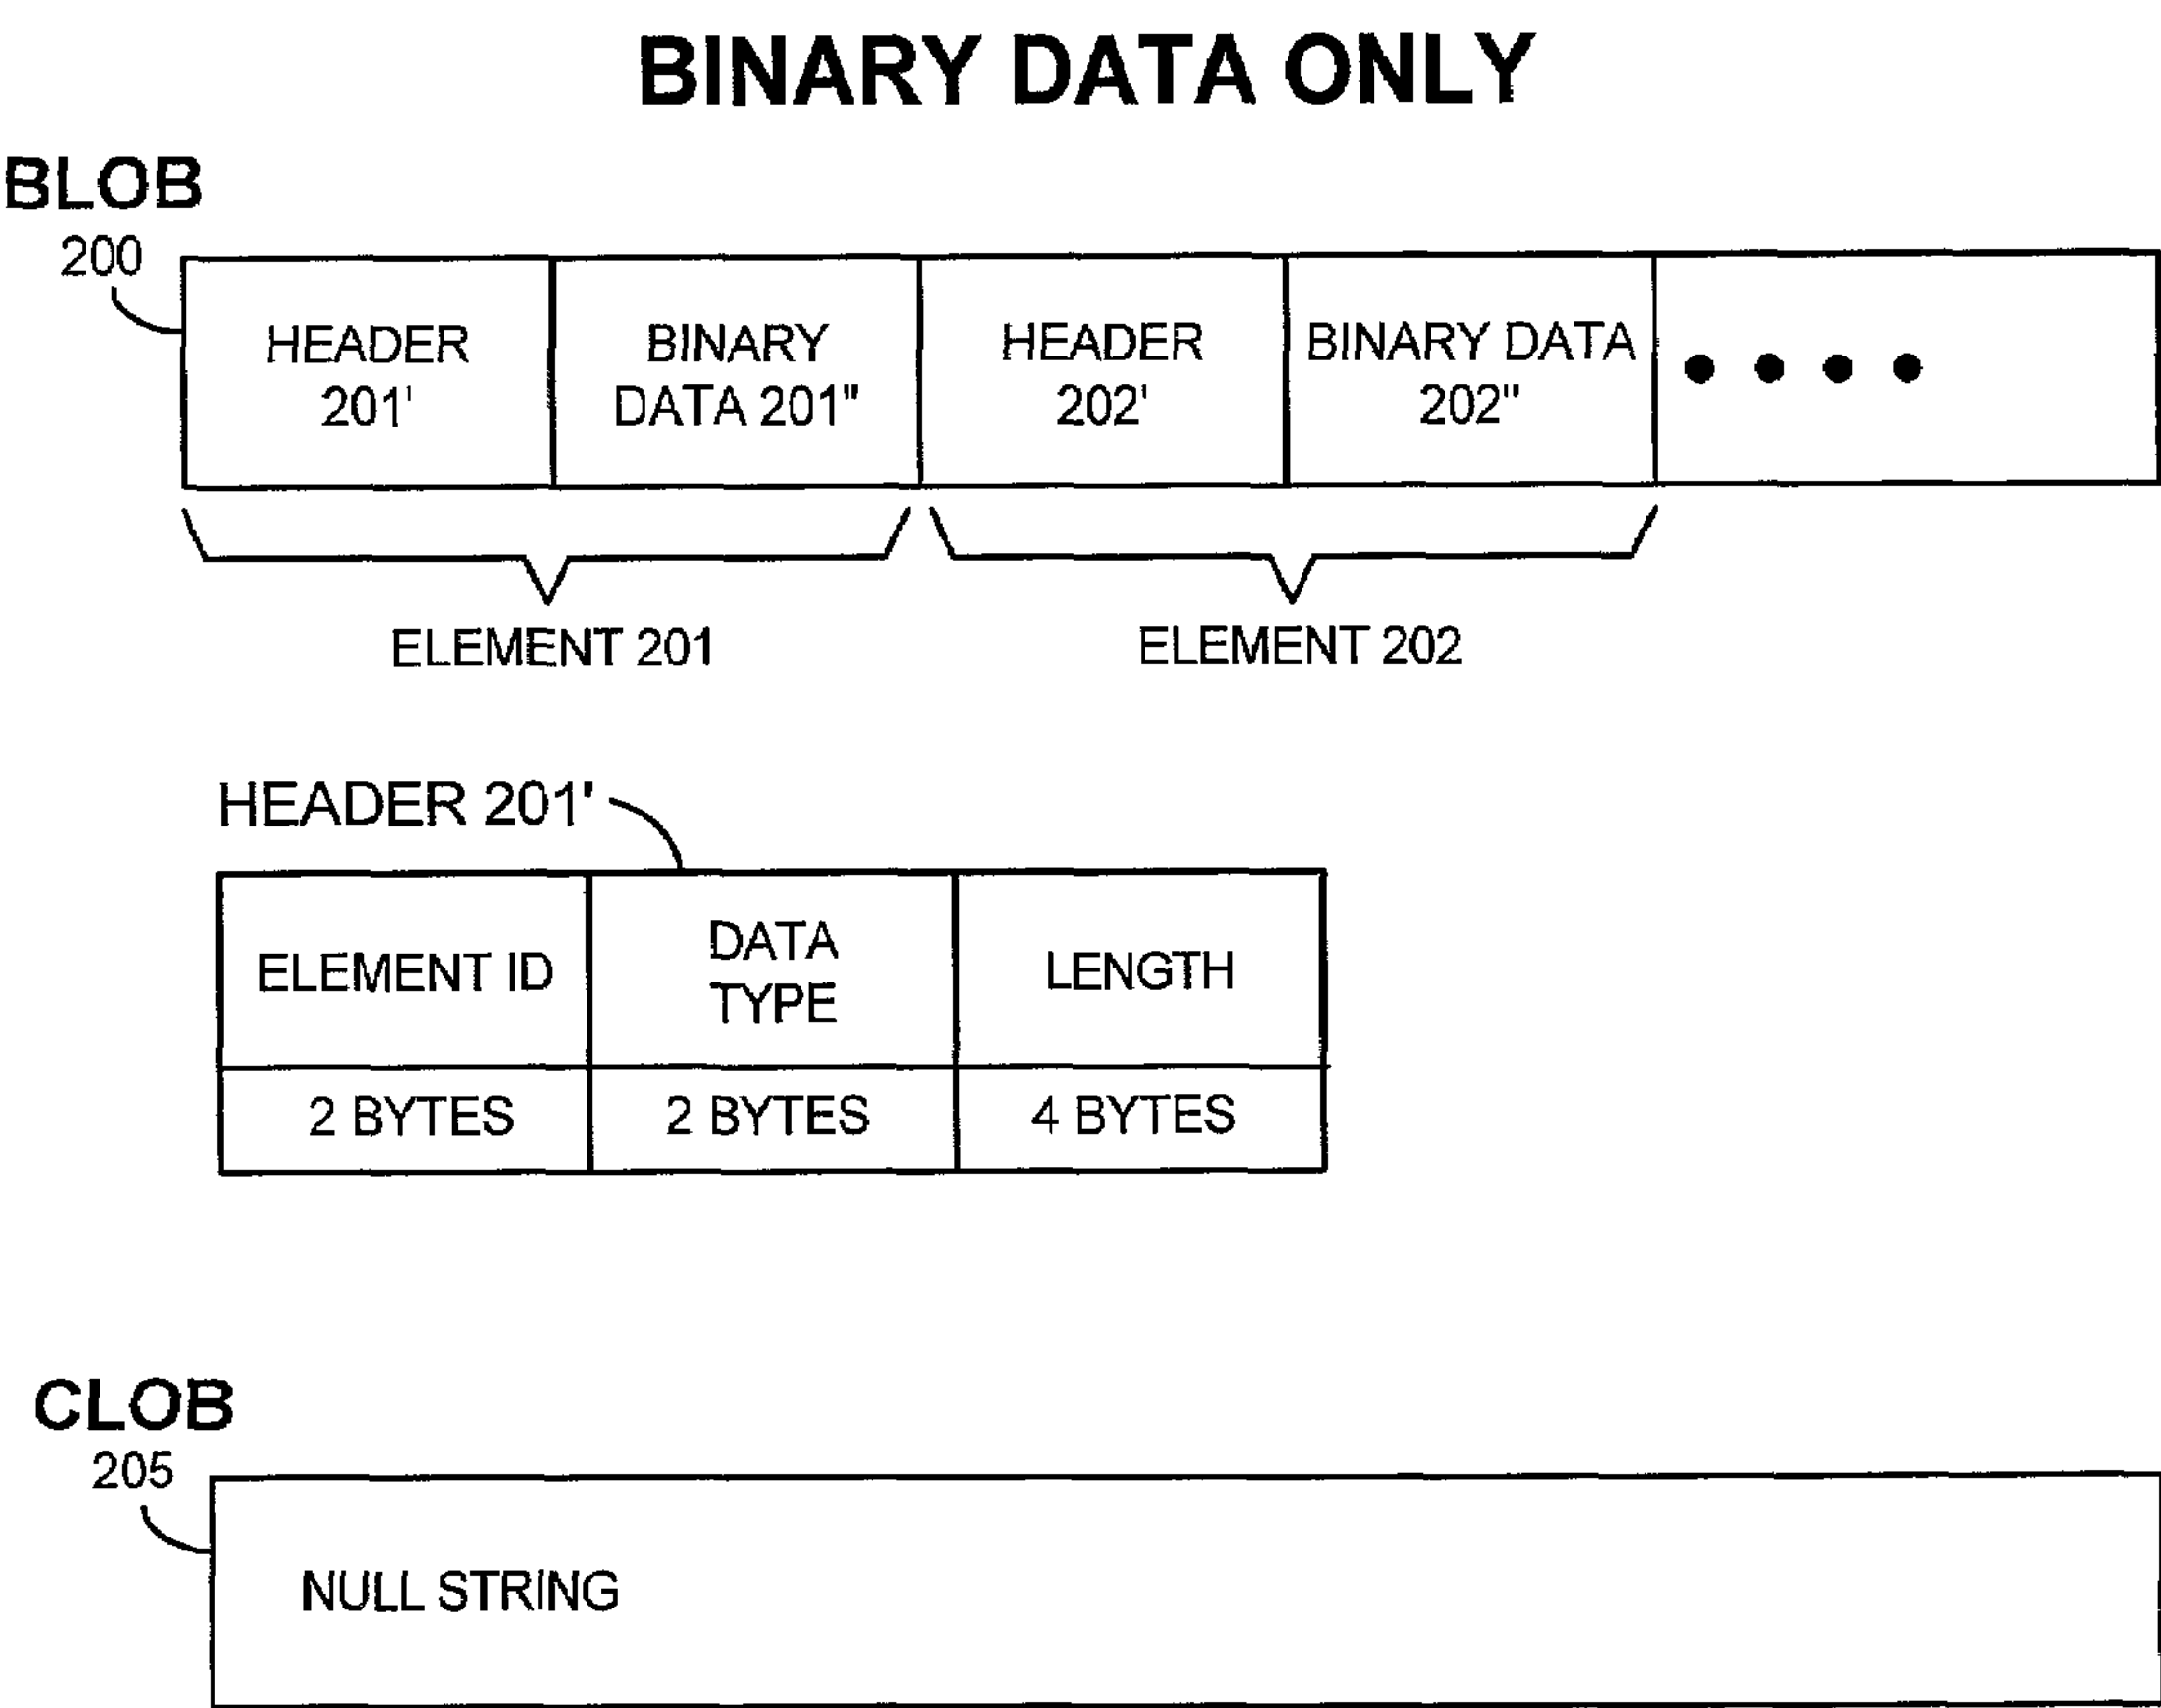 BINARY DATA ONLY
BLOB
200
HEADER
201'
BINARY
DATA 201"
HEADER
202'
BINARY DATA
202"
ELEMENT 201
ELEMENT 202
HEADER 201'
ELEMENT ID
DATA
TYPE
LENGTH
2 BYTES
2 BYTES
4 BYTES
CLOB
205
NULL STRING